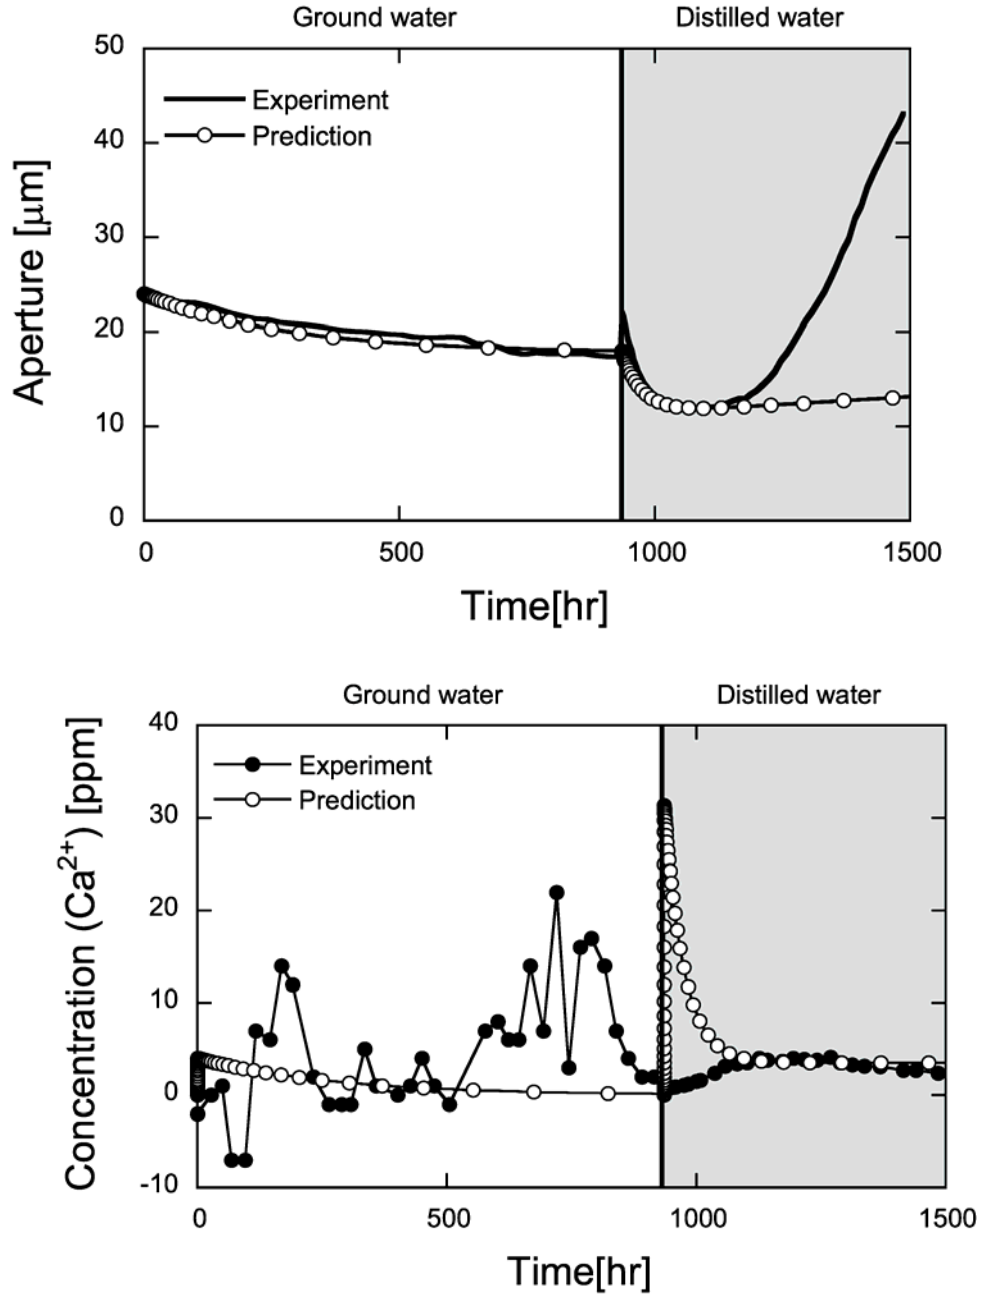 Ground water
Distilled water
50
40
30
20
10
0
Experiment
Prediction
Aperture [μm]
0
500
1000
1500
Time[hr]
Ground water
Distilled water
40
30
20
10
0
-10
Experiment
Prediction
Concentration (Ca²⁺) [ppm]
0
500
1000
1500
Time[hr]